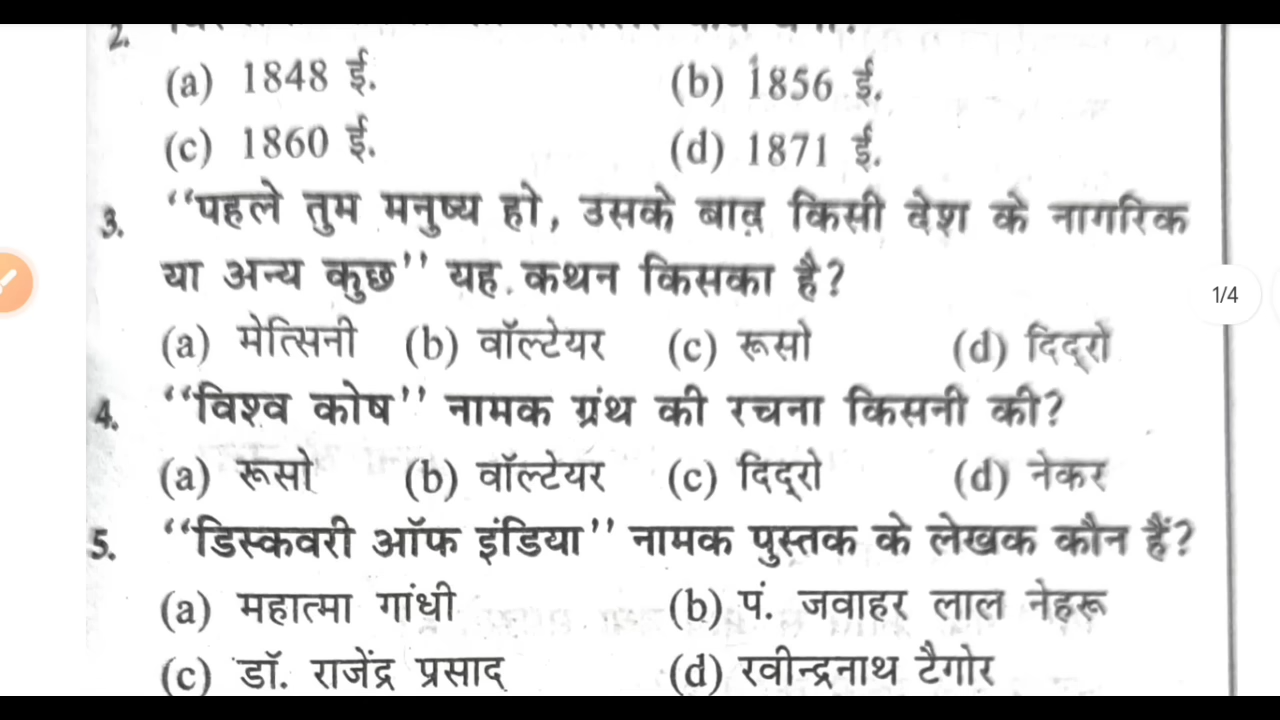 2.
(a) 1848 ई. (b) 1856 ई.
(c) 1860 ई. (d) 1871 ई.
3. “पहले तुम मनुष्य हो, उसके बाद किसी देश के नागरिक
या अन्य कुछ” यह कथन किसका है?
(a) मेत्सिनी (b) वॉल्टेयर (c) रूसो (d) दिद्रो
4. “विश्व कोष” नामक ग्रंथ की रचना किसनी की?
(a) रूसो (b) वॉल्टेयर (c) दिद्रो (d) नेकर
5. “डिस्कवरी ऑफ इंडिया” नामक पुस्तक के लेखक कौन हैं?
(a) महात्मा गांधी (b) पं. जवाहर लाल नेहरू
(c) डॉ. राजेंद्र प्रसाद (d) रवीन्द्रनाथ टैगोर
1/4